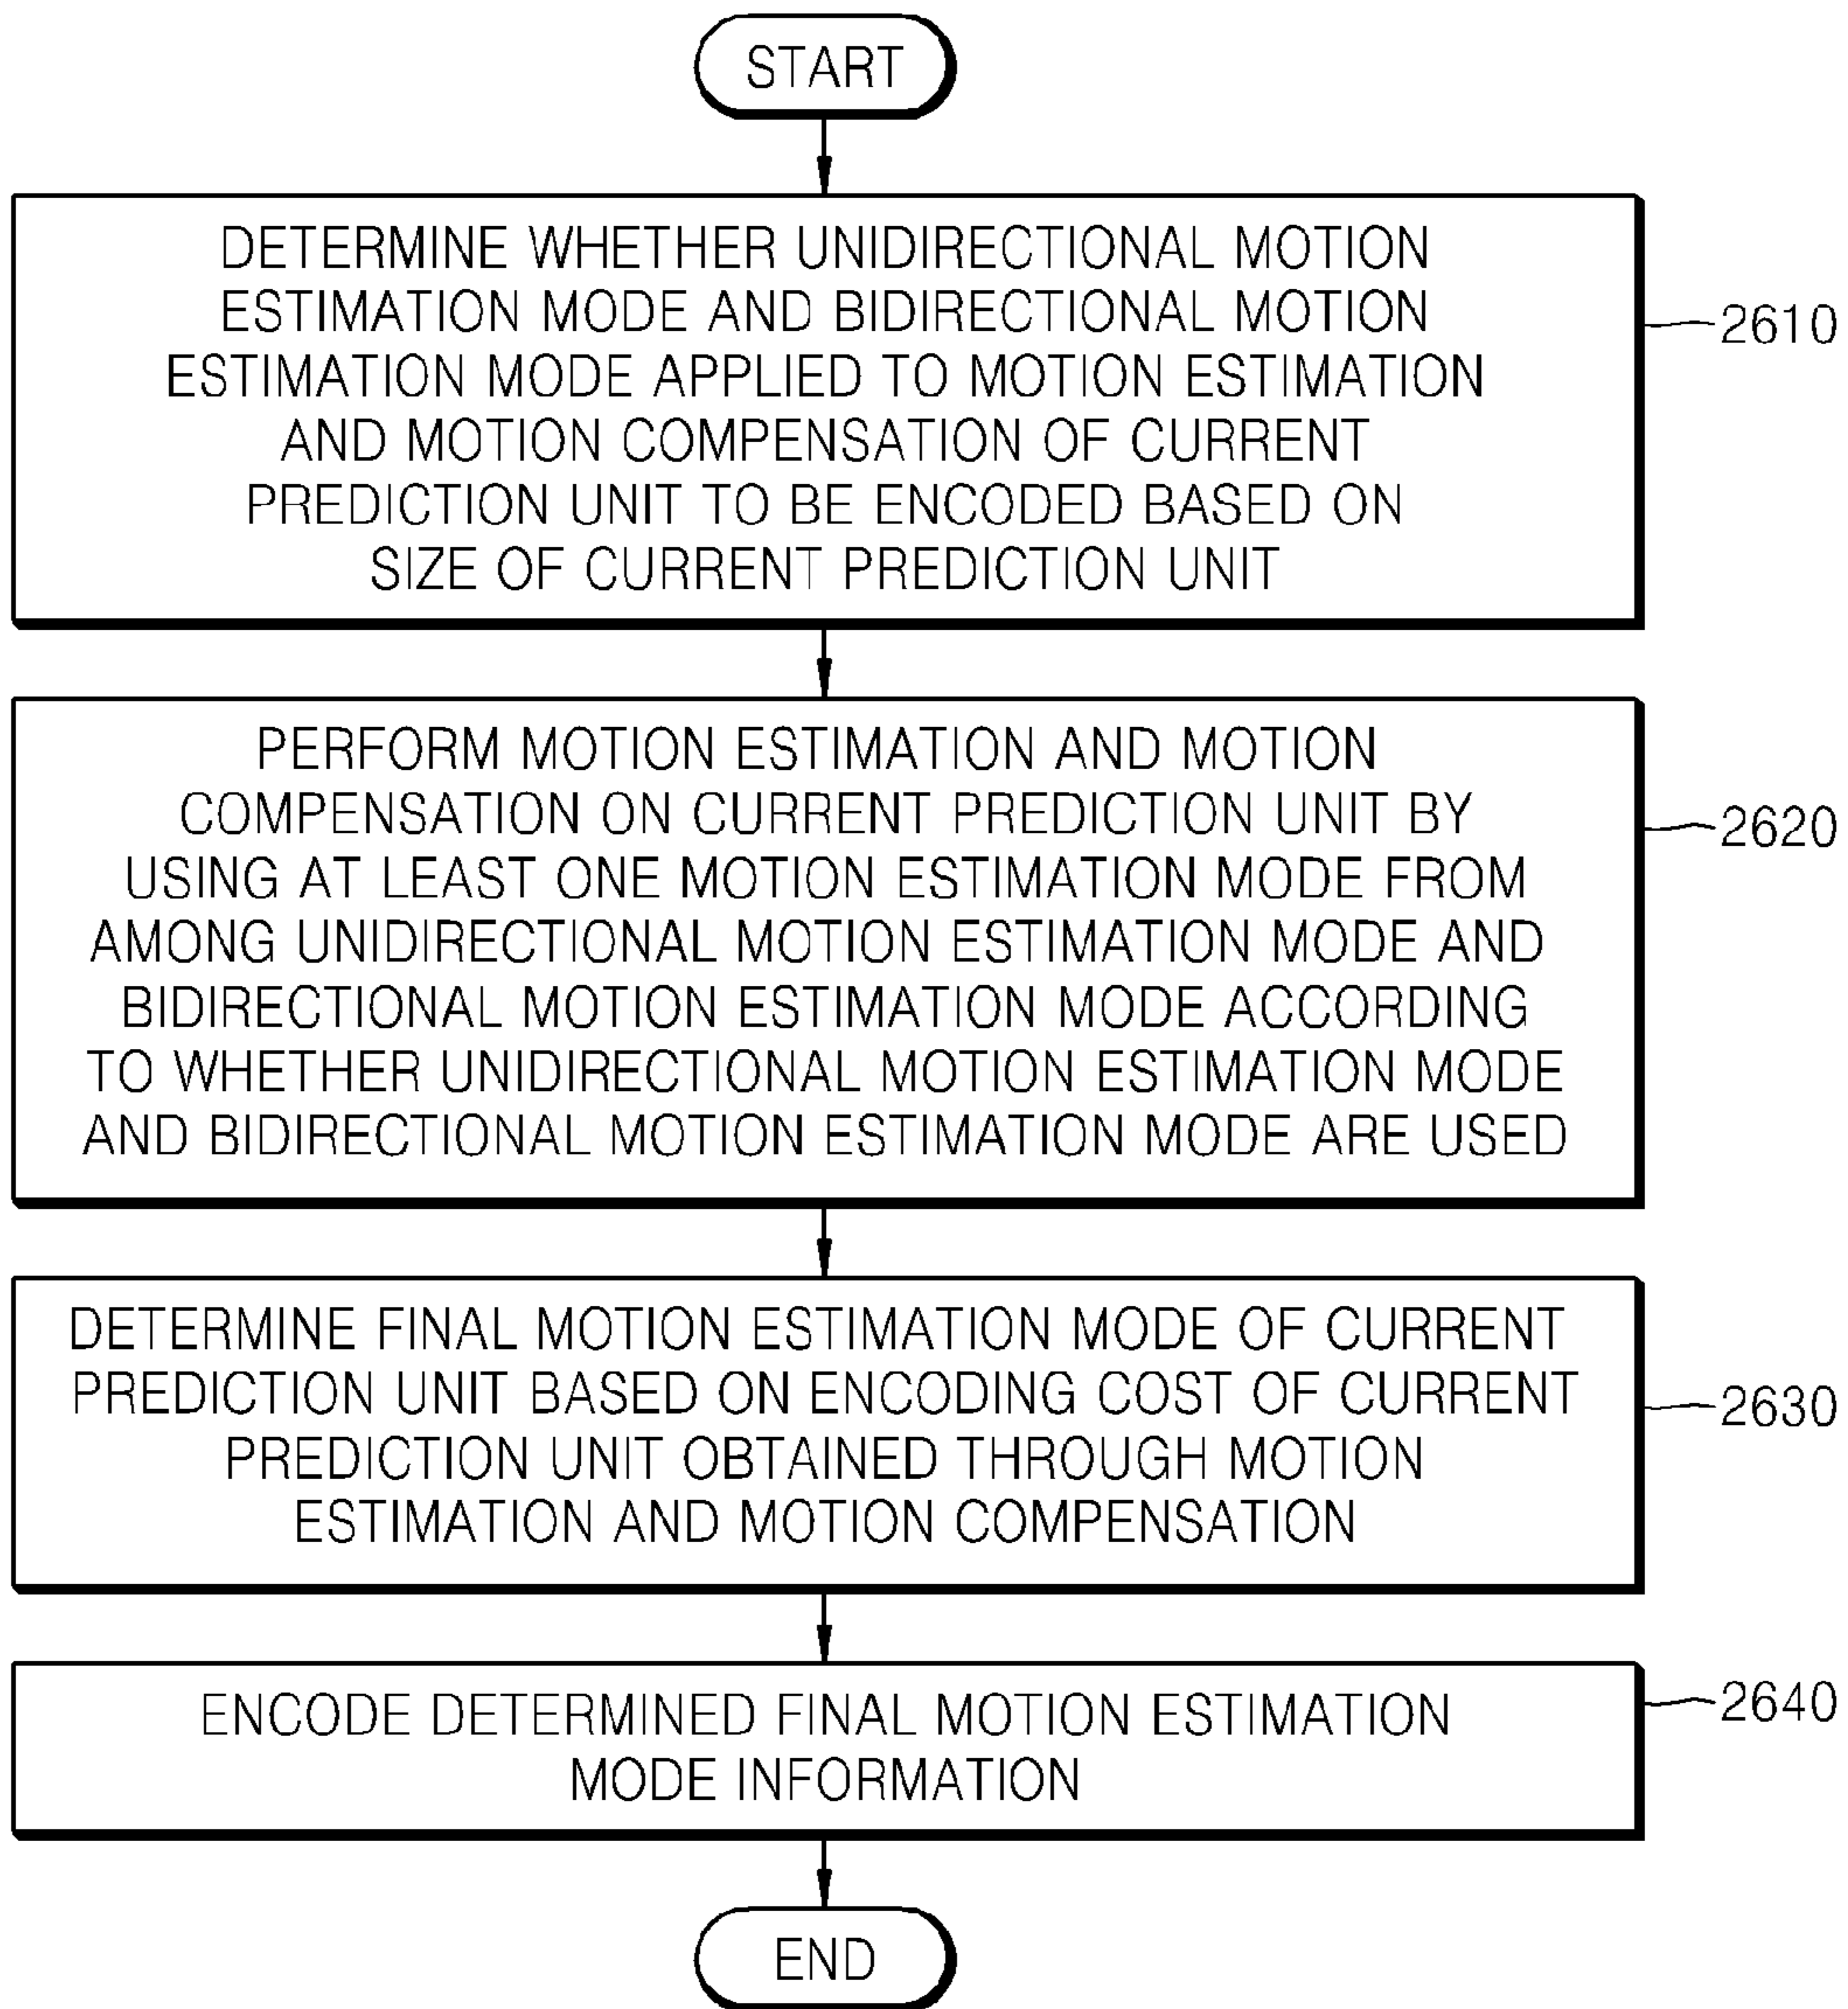 START
DETERMINE WHETHER UNIDIRECTIONAL MOTION
ESTIMATION MODE AND BIDIRECTIONAL MOTION
ESTIMATION MODE APPLIED TO MOTION ESTIMATION
AND MOTION COMPENSATION OF CURRENT
PREDICTION UNIT TO BE ENCODED BASED ON
SIZE OF CURRENT PREDICTION UNIT
2610
PERFORM MOTION ESTIMATION AND MOTION
COMPENSATION ON CURRENT PREDICTION UNIT BY
USING AT LEAST ONE MOTION ESTIMATION MODE FROM
AMONG UNIDIRECTIONAL MOTION ESTIMATION MODE AND
BIDIRECTIONAL MOTION ESTIMATION MODE ACCORDING
TO WHETHER UNIDIRECTIONAL MOTION ESTIMATION MODE
AND BIDIRECTIONAL MOTION ESTIMATION MODE ARE USED
2620
DETERMINE FINAL MOTION ESTIMATION MODE OF CURRENT
PREDICTION UNIT BASED ON ENCODING COST OF CURRENT
PREDICTION UNIT OBTAINED THROUGH MOTION
ESTIMATION AND MOTION COMPENSATION
2630
ENCODE DETERMINED FINAL MOTION ESTIMATION
MODE INFORMATION
2640
END